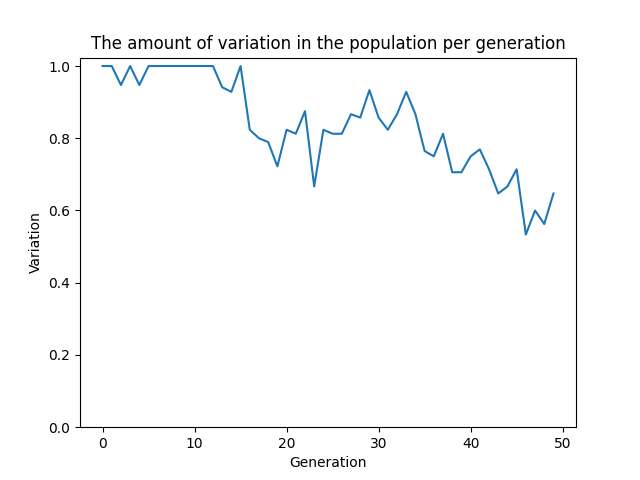 The amount of variation in the population per generation
1.0
0.8
0.6
0.4
0.2
0.0
Variation
0 10 20 30 40 50
Generation